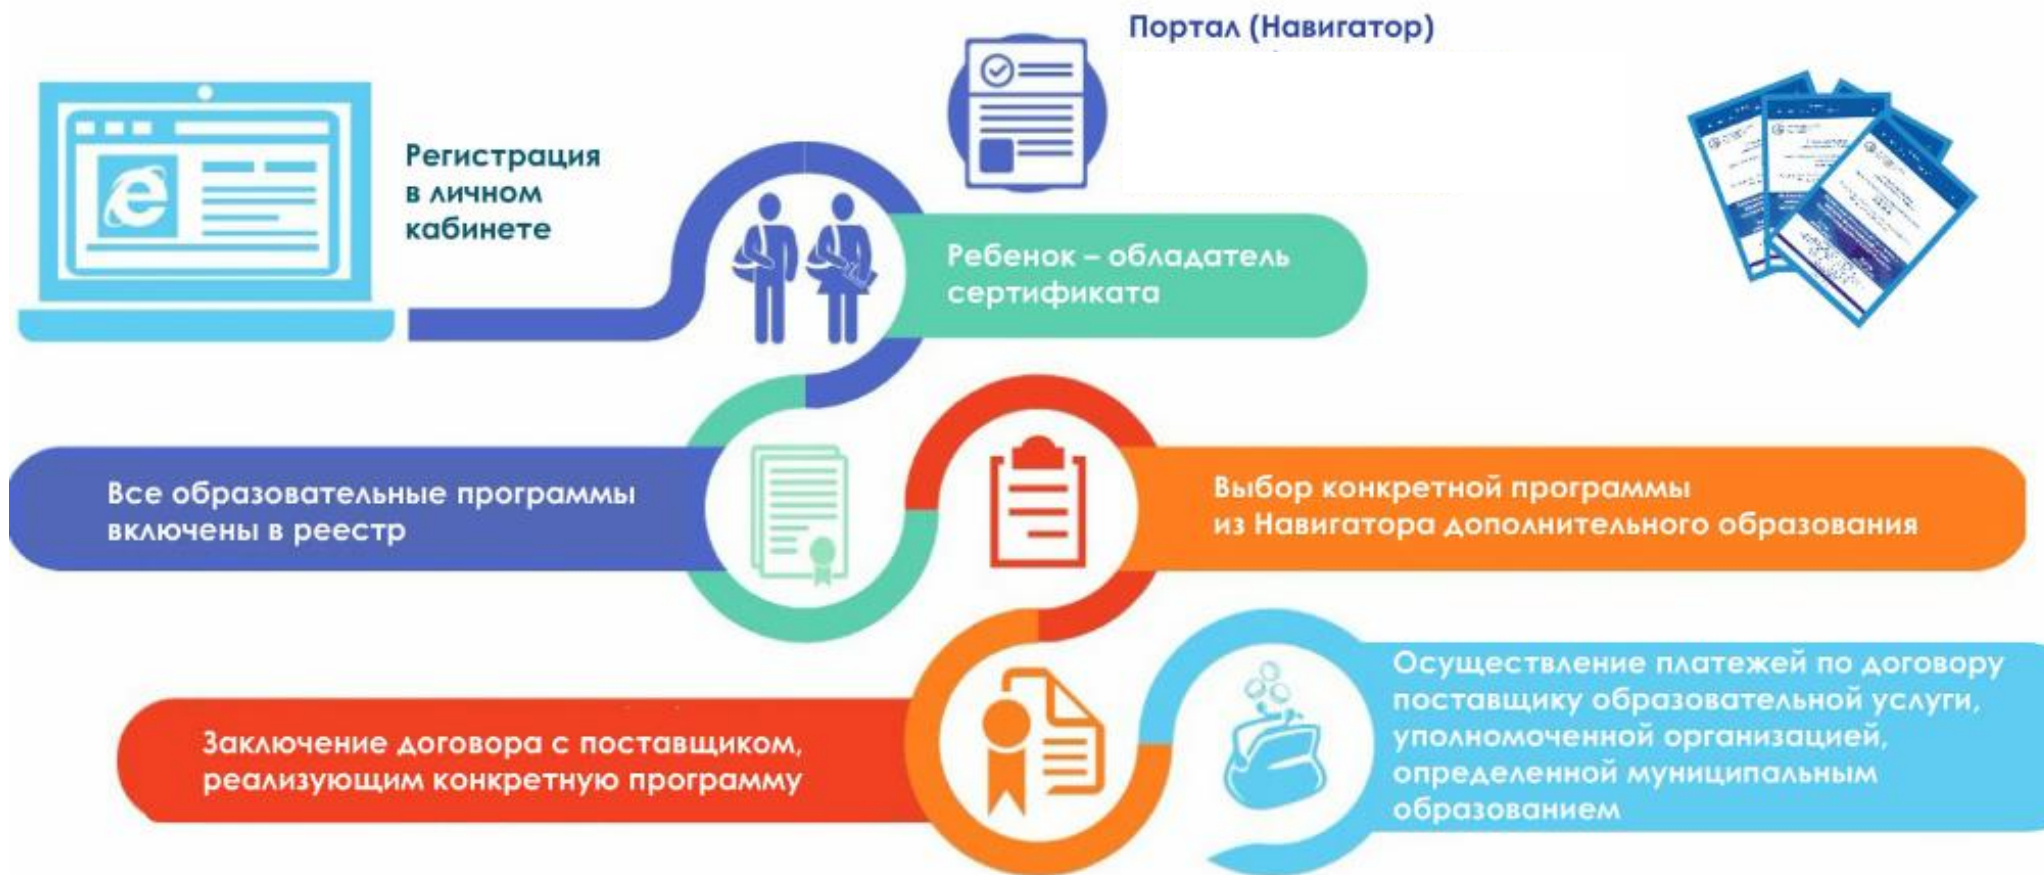 Портал (Навигатор)
Регистрация
в личном
кабинете
Ребенок – обладатель
сертификата
Все образовательные программы
включены в реестр
Выбор конкретной программы
из Навигатора дополнительного образования
Заключение договора с поставщиком,
реализующим конкретную программу
Осуществление платежей по договору
поставщику образовательной услуги,
уполномоченной организацией,
определенной муниципальным
образованием